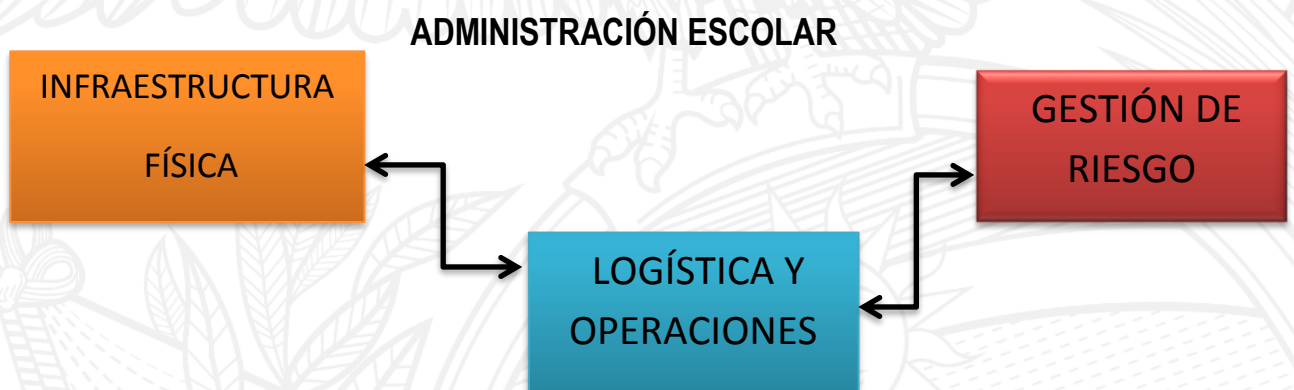 ADMINISTRACIÓN ESCOLAR
INFRAESTRUCTURA
FÍSICA
GESTIÓN DE
RIESGO
LOGÍSTICA Y
OPERACIONES